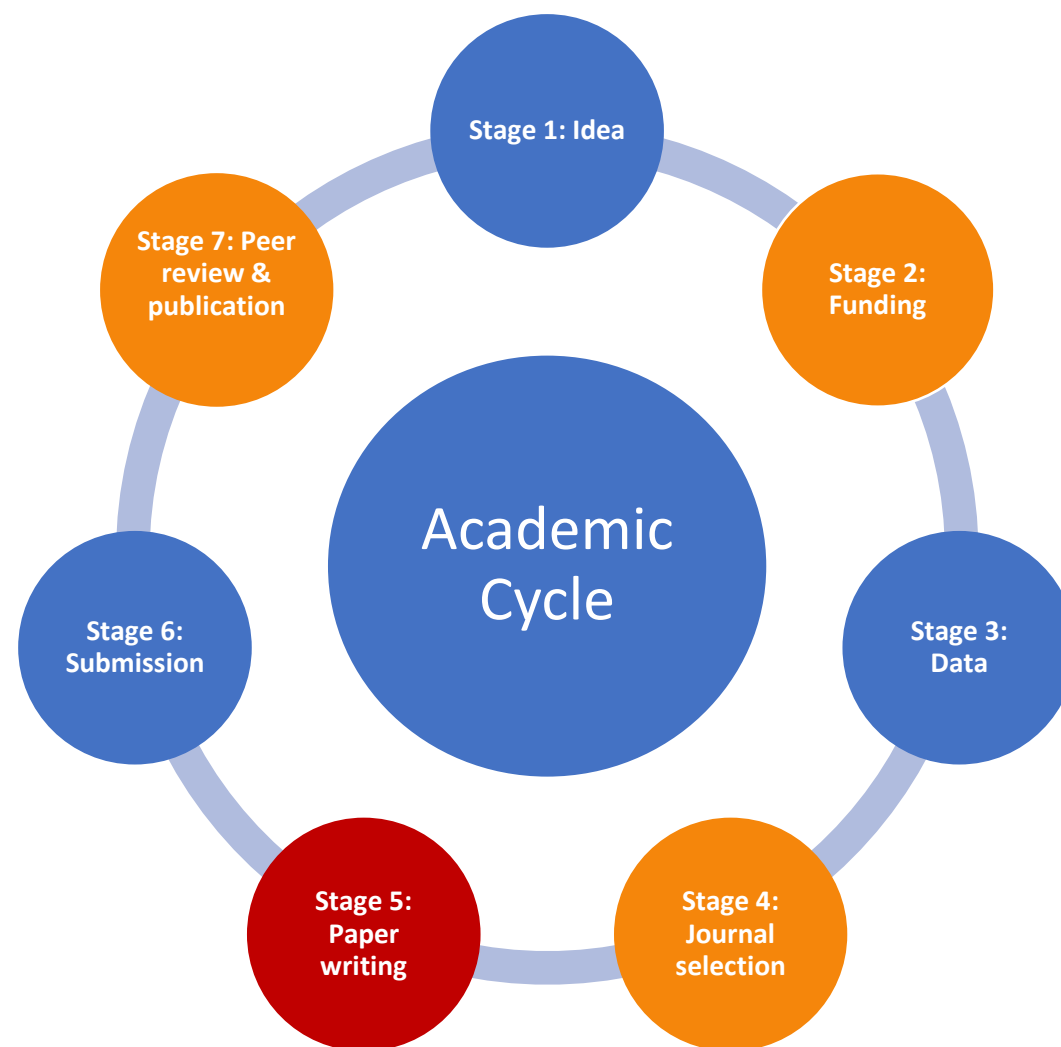 Stage 1: Idea
Stage 2:
Funding
Stage 3:
Data
Stage 4:
Journal
selection
Stage 5:
Paper
writing
Stage 6:
Submission
Stage 7: Peer
review &
publication
Academic
Cycle